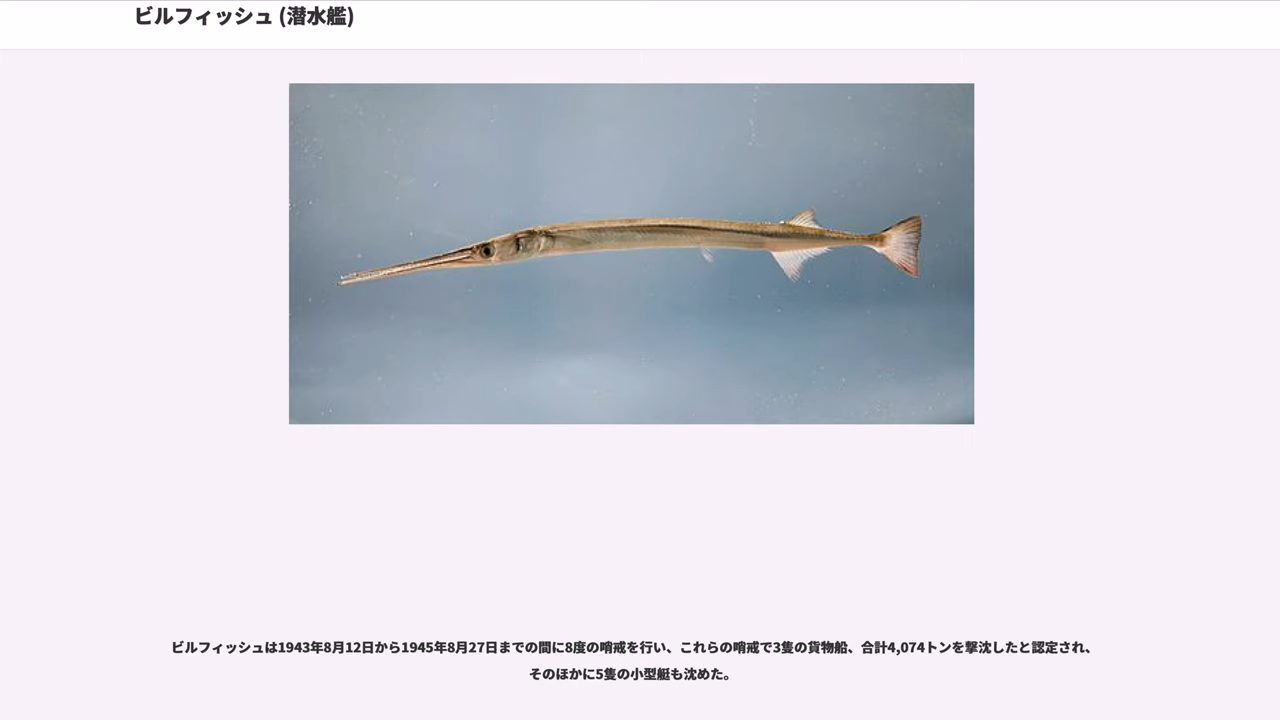 ビルフィッシュ (潜水艦)
ビルフィッシュは1943年8月12日から1945年8月27日までの間に8度の哨戒を行い、これらの哨戒で3隻の貨物船、合計4,074トンを撃沈したと認定され、
そのほかに5隻の小型艇も沈めた。